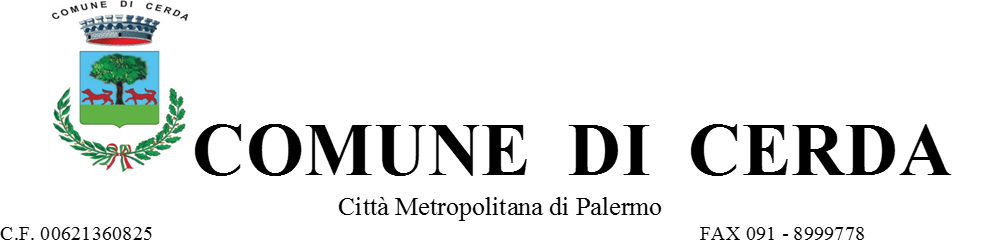 COMUNE DI CERDA
COMUNE DI CERDA
Città Metropolitana di Palermo
C.F. 00621360825 FAX 091 - 8999778